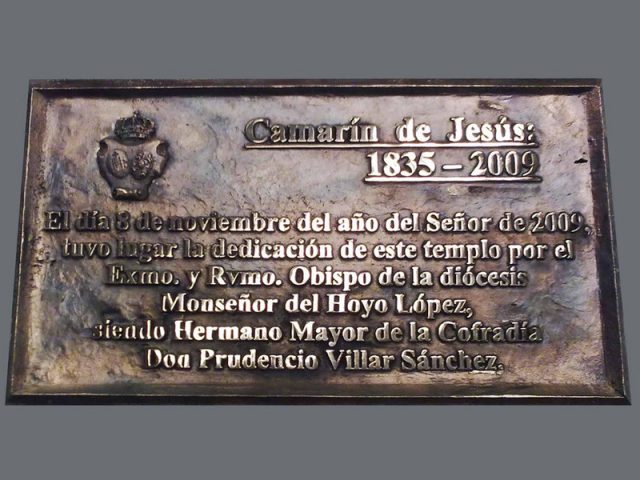 Camarín de Jesús:
1835 – 2009
El día 8 de noviembre del año del Señor de 2009,
tuvo lugar la dedicación de este templo por el
Exmo. y Rvmo. Obispo de la diócesis
Monseñor del Hoyo López,
siendo Hermano Mayor de la Cofradía
Don Prudencio Villar Sánchez.